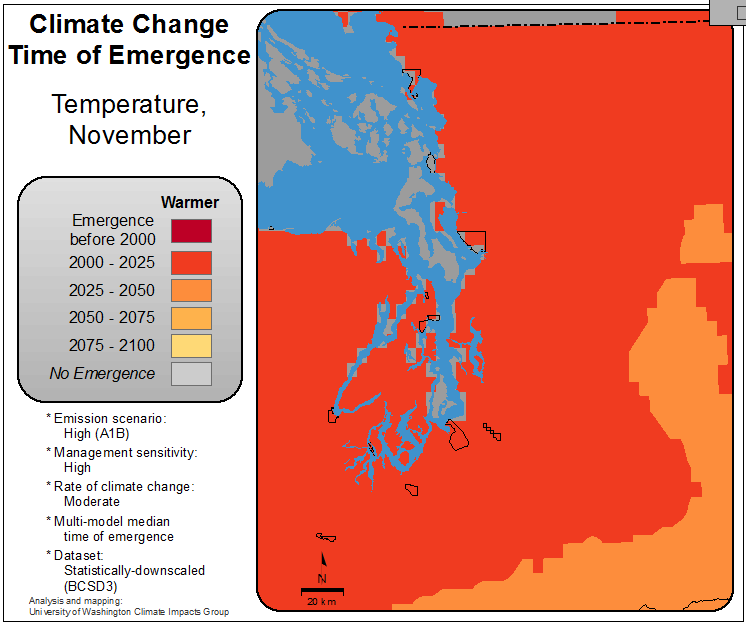 Climate Change
Time of Emergence
Temperature,
November
Warmer
Emergence
before 2000
2000 - 2025
2025 - 2050
2050 - 2075
2075 - 2100
No Emergence
* Emission scenario:
High (A1B)
* Management sensitivity:
High
* Rate of climate change:
Moderate
* Multi-model median
time of emergence
* Dataset:
Statistically-downscaled
(BCSD3)
Analysis and mapping:
University of Washington Climate Impacts Group
N
20 km